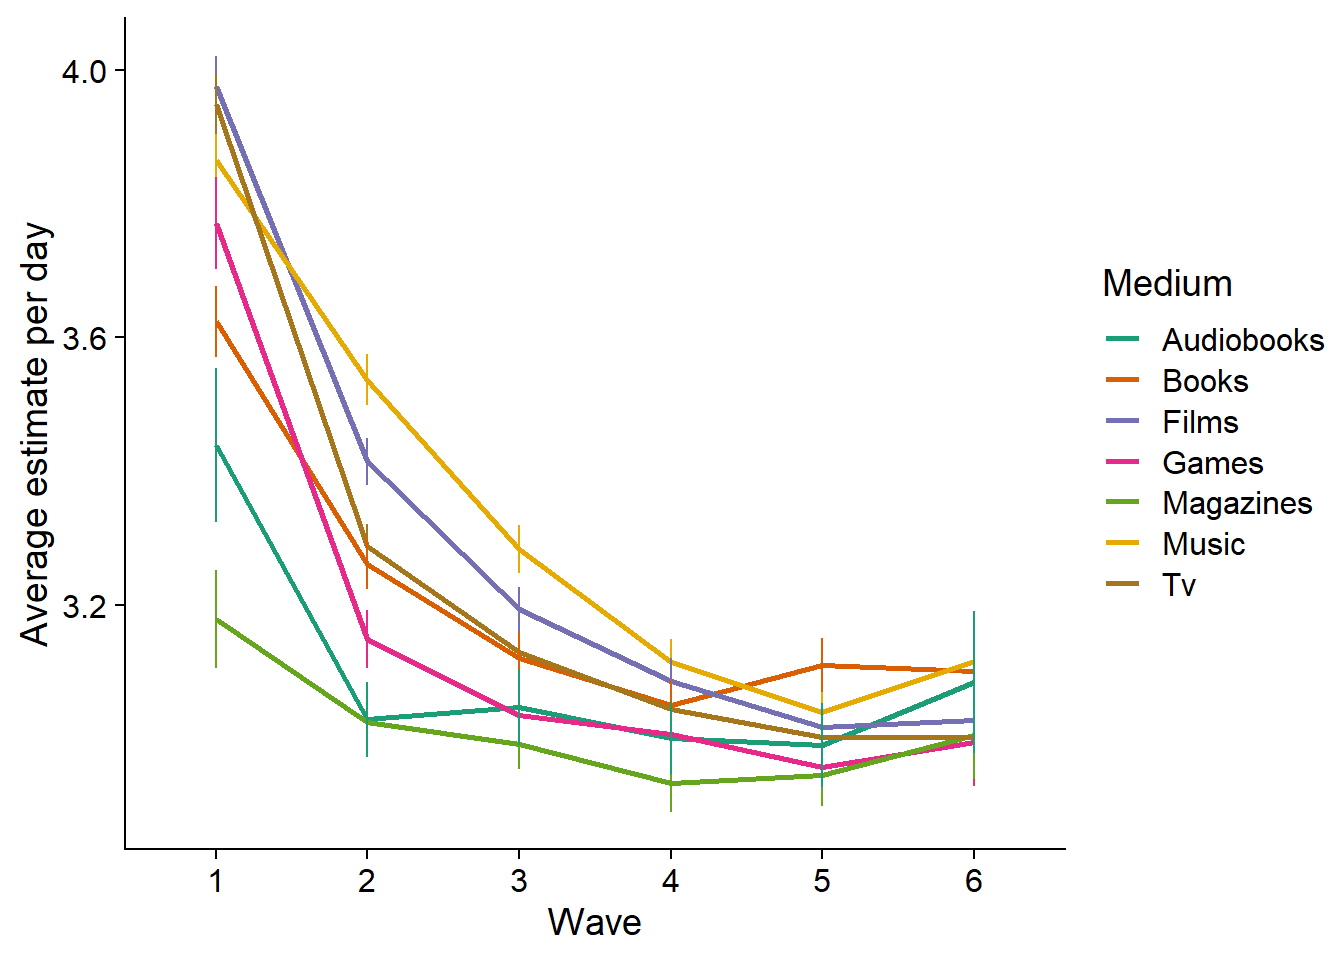 Average estimate per day
4.0
3.6
3.2
1 2 3 4 5 6
Wave
Medium
Audiobooks
Books
Films
Games
Magazines
Music
Tv